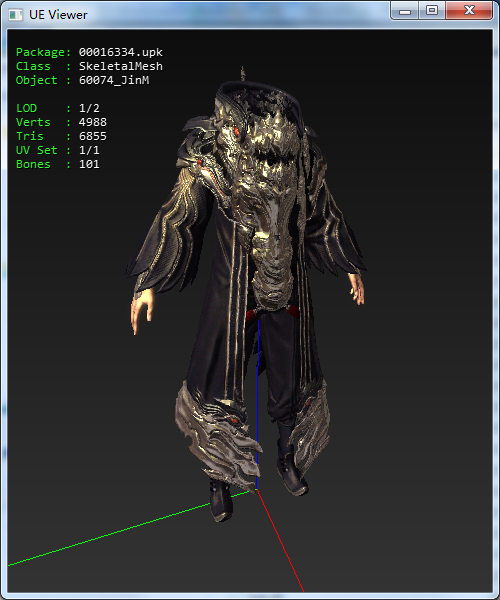 UE Viewer
Package: 00016334.upk
Class  : SkeletalMesh
Object : 60074_JinM
LOD    : 1/2
Verts  : 4988
Tris   : 6855
UV Set : 1/1
Bones  : 101